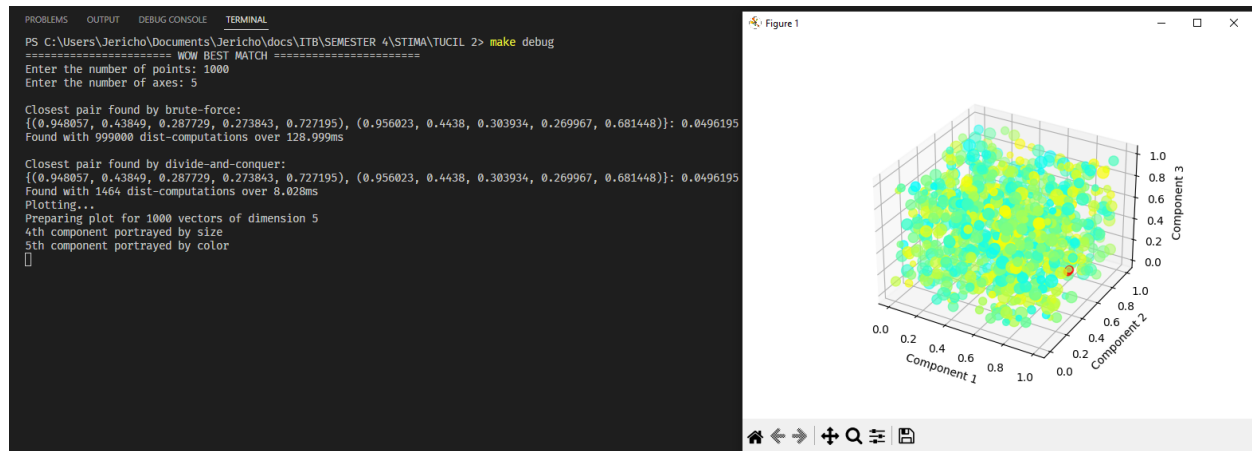 PROBLEMS OUTPUT DEBUG CONSOLE TERMINAL
PS C:\Users\Jericho\Documents\Jericho\docs\ITB\SEMESTER 4\STIMA\TUCIL 2> make debug
======================= WOW BEST MATCH =======================
Enter the number of points: 1000
Enter the number of axes: 5
Closest pair found by brute-force:
{(0.948057, 0.43849, 0.287729, 0.273843, 0.727195), (0.956023, 0.4438, 0.303934, 0.269967, 0.681448)}: 0.0496195
Found with 999000 dist-computations over 128.999ms
Closest pair found by divide-and-conquer:
{(0.948057, 0.43849, 0.287729, 0.273843, 0.727195), (0.956023, 0.4438, 0.303934, 0.269967, 0.681448)}: 0.0496195
Found with 1464 dist-computations over 8.028ms
Plotting...
Preparing plot for 1000 vectors of dimension 5
4th component portrayed by size
5th component portrayed by color
Figure 1
1.0
0.8
0.6
0.4
0.2
0.0
Component 3
1.0
0.8
0.6
0.4
0.2
0.0
Component 2
0.0
0.2
0.4
0.6
0.8
1.0
Component 1